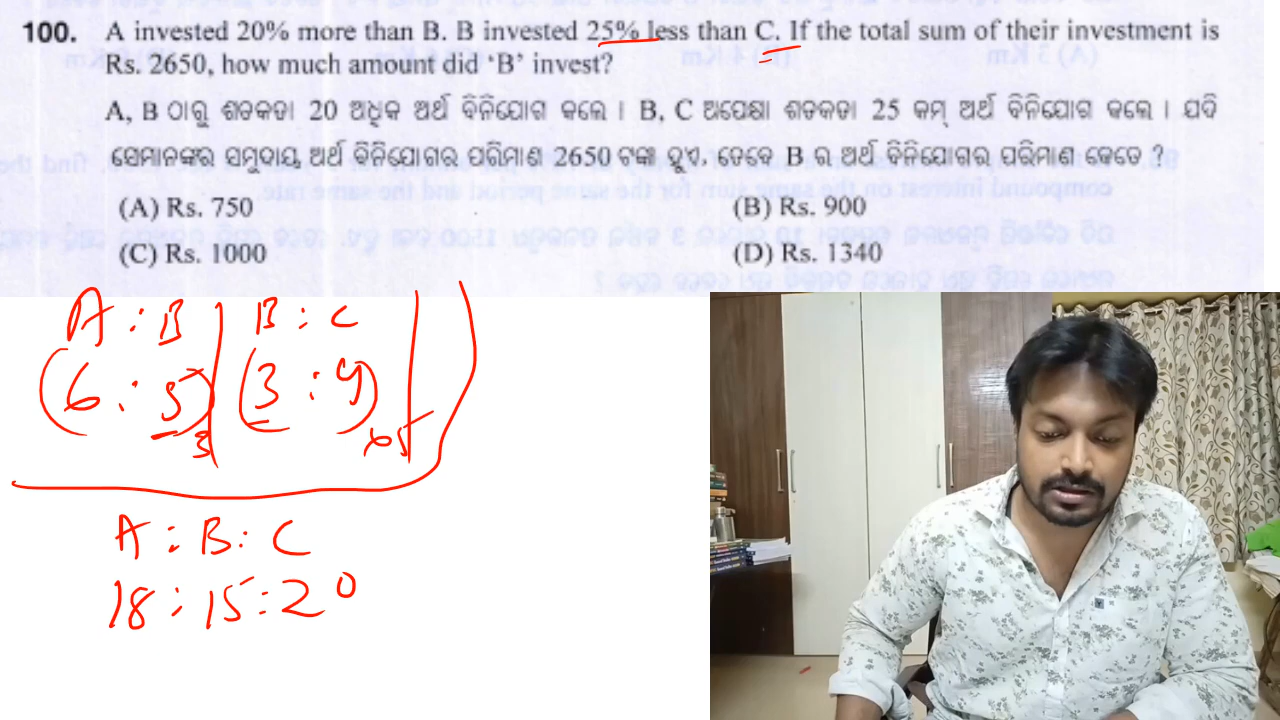 100. A invested 20% more than B. B invested 25% less than C. If the total sum of their investment is
Rs. 2650, how much amount did ‘B’ invest?
A, B ଠାରୁ ଶତକଡା 20 ଅଧିକ ଅର୍ଥ ବିନିଯୋଗ କଲେ । B, C ଅପେକ୍ଷା ଶତକଡା 25 କମ୍ ଅର୍ଥ ବିନିଯୋଗ କଲେ । ଯଦି
ସେମାନଙ୍କର ସମୁଦାୟ ଅର୍ଥ ବିନିଯୋଗର ପରିମାଣ 2650 ଟଙ୍କା ହୁଏ, ତେବେ B ର ଅର୍ଥ ବିନିଯୋଗର ପରିମାଣ କେତେ ?
(A) Rs. 750 (B) Rs. 900
(C) Rs. 1000 (D) Rs. 1340
A : B B : C
(6 : 5)×3 (3 : 4)×5
A : B : C
18 : 15 : 20